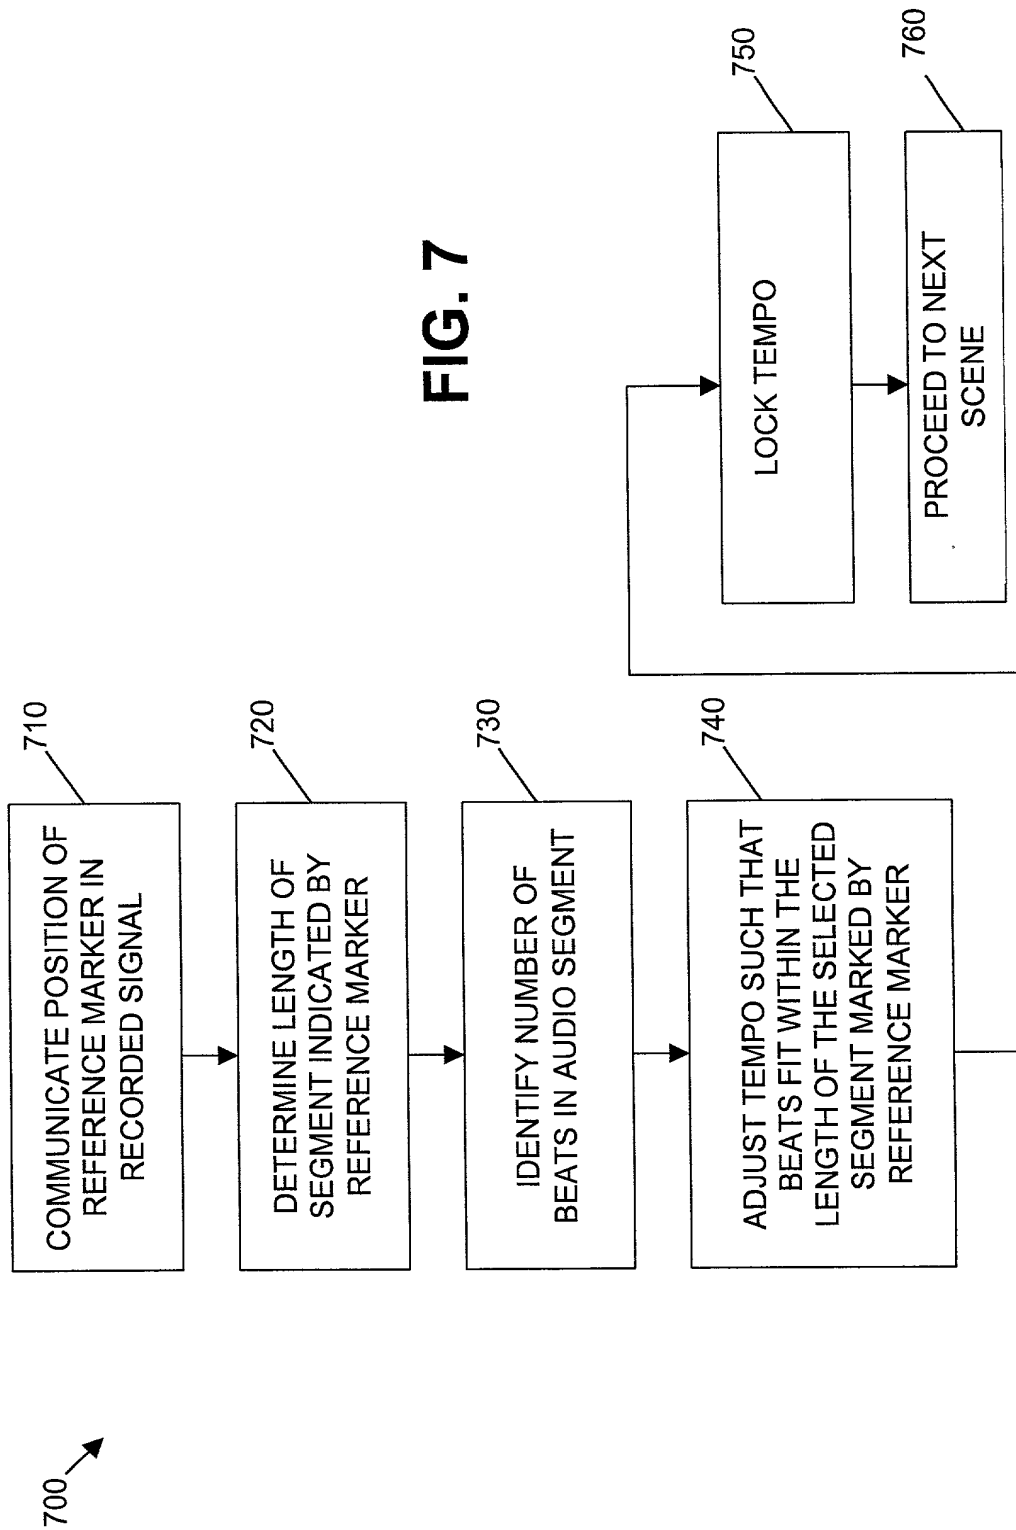 700
COMMUNICATE POSITION OF
REFERENCE MARKER IN
RECORDED SIGNAL
710
DETERMINE LENGTH OF
SEGMENT INDICATED BY
REFERENCE MARKER
720
IDENTIFY NUMBER OF
BEATS IN AUDIO SEGMENT
730
ADJUST TEMPO SUCH THAT
BEATS FIT WITHIN THE
LENGTH OF THE SELECTED
SEGMENT MARKED BY
REFERENCE MARKER
740
FIG. 7
LOCK TEMPO
750
PROCEED TO NEXT
SCENE
760